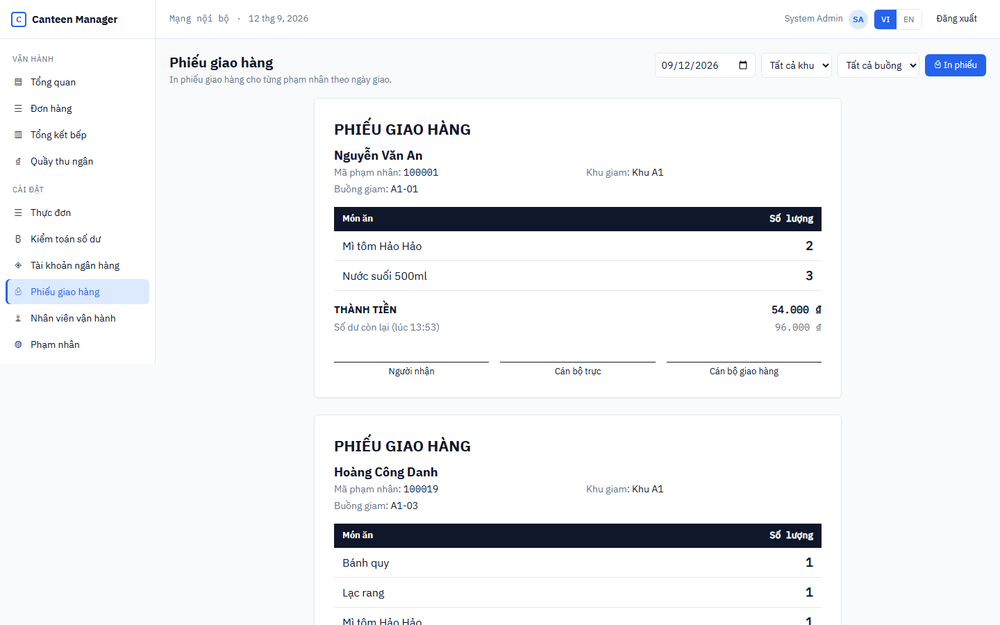 C Canteen Manager
Mạng nội bộ · 12 thg 9, 2026
System Admin SA VI EN Đăng xuất
VẬN HÀNH
Tổng quan
Đơn hàng
Tổng kết bếp
₫ Quầy thu ngân
CÀI ĐẶT
Thực đơn
Kiểm toán số dư
Tài khoản ngân hàng
Phiếu giao hàng
Nhân viên vận hành
Phạm nhân
Phiếu giao hàng
In phiếu giao hàng cho từng phạm nhân theo ngày giao.
09/12/2026 Tất cả khu Tất cả buồng In phiếu
PHIẾU GIAO HÀNG
Nguyễn Văn An
Mã phạm nhân: 100001 Khu giam: Khu A1
Buồng giam: A1-01
Món ăn Số lượng
Mì tôm Hảo Hảo 2
Nước suối 500ml 3
THÀNH TIỀN 54.000 ₫
Số dư còn lại (lúc 13:53) 96.000 ₫
Người nhận Cán bộ trực Cán bộ giao hàng
PHIẾU GIAO HÀNG
Hoàng Công Danh
Mã phạm nhân: 100019 Khu giam: Khu A1
Buồng giam: A1-03
Món ăn Số lượng
Bánh quy 1
Lạc rang 1
Mì tôm Hảo Hảo 1